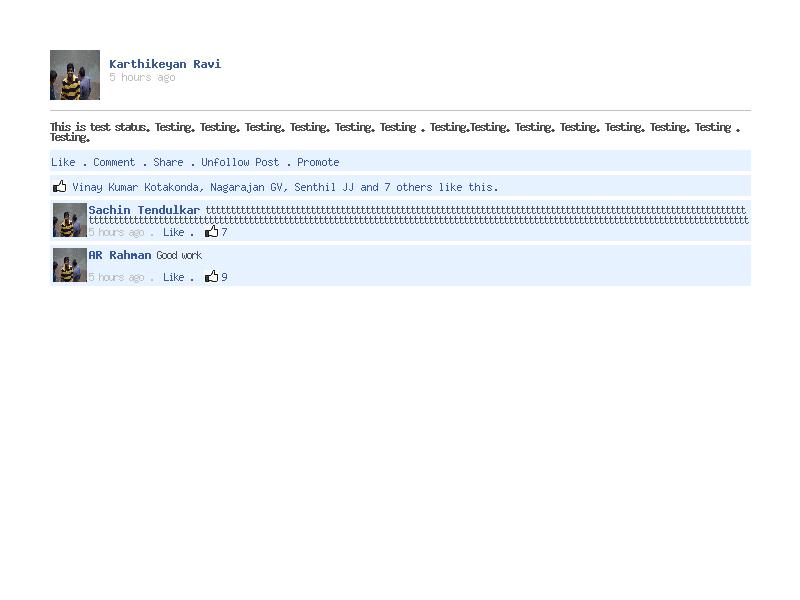 Karthikeyan Ravi
5 hours ago
This is test status. Testing. Testing. Testing. Testing. Testing. Testing . Testing.Testing. Testing. Testing. Testing. Testing. Testing .
Testing.
Like . Comment . Share . Unfollow Post . Promote
Vinay Kumar Kotakonda, Nagarajan GV, Senthil JJ and 7 others like this.
Sachin Tendulkar
5 hours ago . Like . 7
AR Rahman Good work
5 hours ago . Like . 9